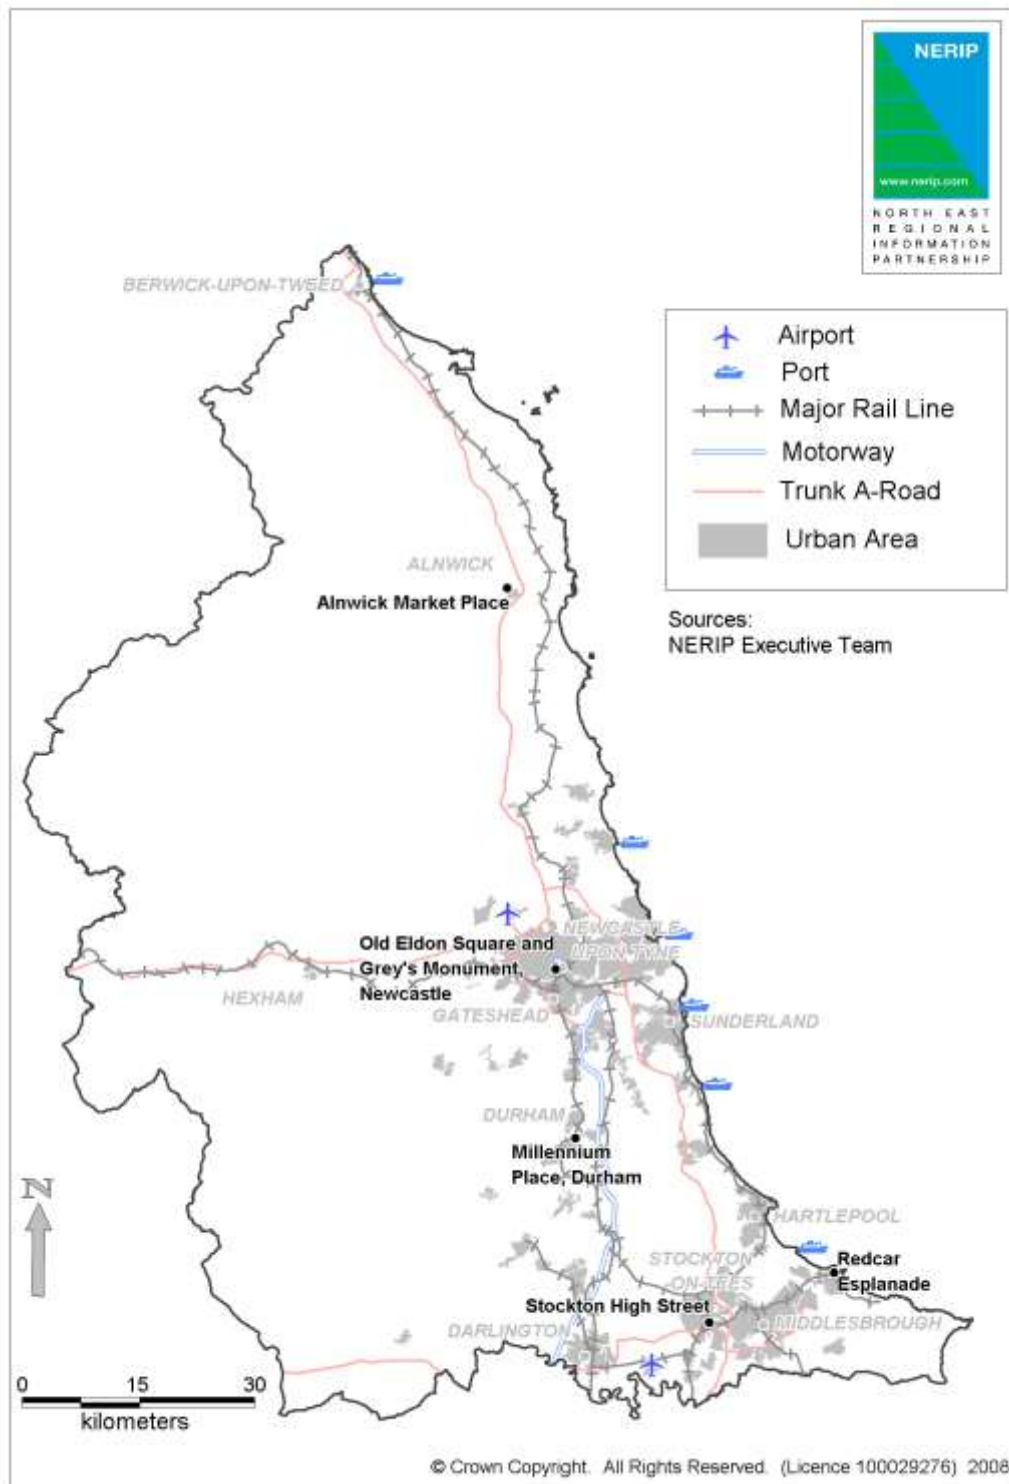 NERIP
www.nerip.com
NORTH EAST
REGIONAL
INFORMATION
PARTNERSHIP
BERWICK-UPON-TWEED
Airport
Port
Major Rail Line
Motorway
Trunk A-Road
Urban Area
Sources:
NERIP Executive Team
ALNWICK
Alnwick Market Place
NEWCASTLE
UPON-TYNE
Old Eldon Square and
Grey's Monument,
Newcastle
HEXHAM
GATESHEAD
SUNDERLAND
DURHAM
Millennium
Place, Durham
HARTLEPOOL
STOCKTON
ON-TEES
Redcar
Esplanade
Stockton High Street
MIDDLESBROUGH
DARLINGTON
N
0 15 30
kilometers
© Crown Copyright. All Rights Reserved. (Licence 100029276) 2008